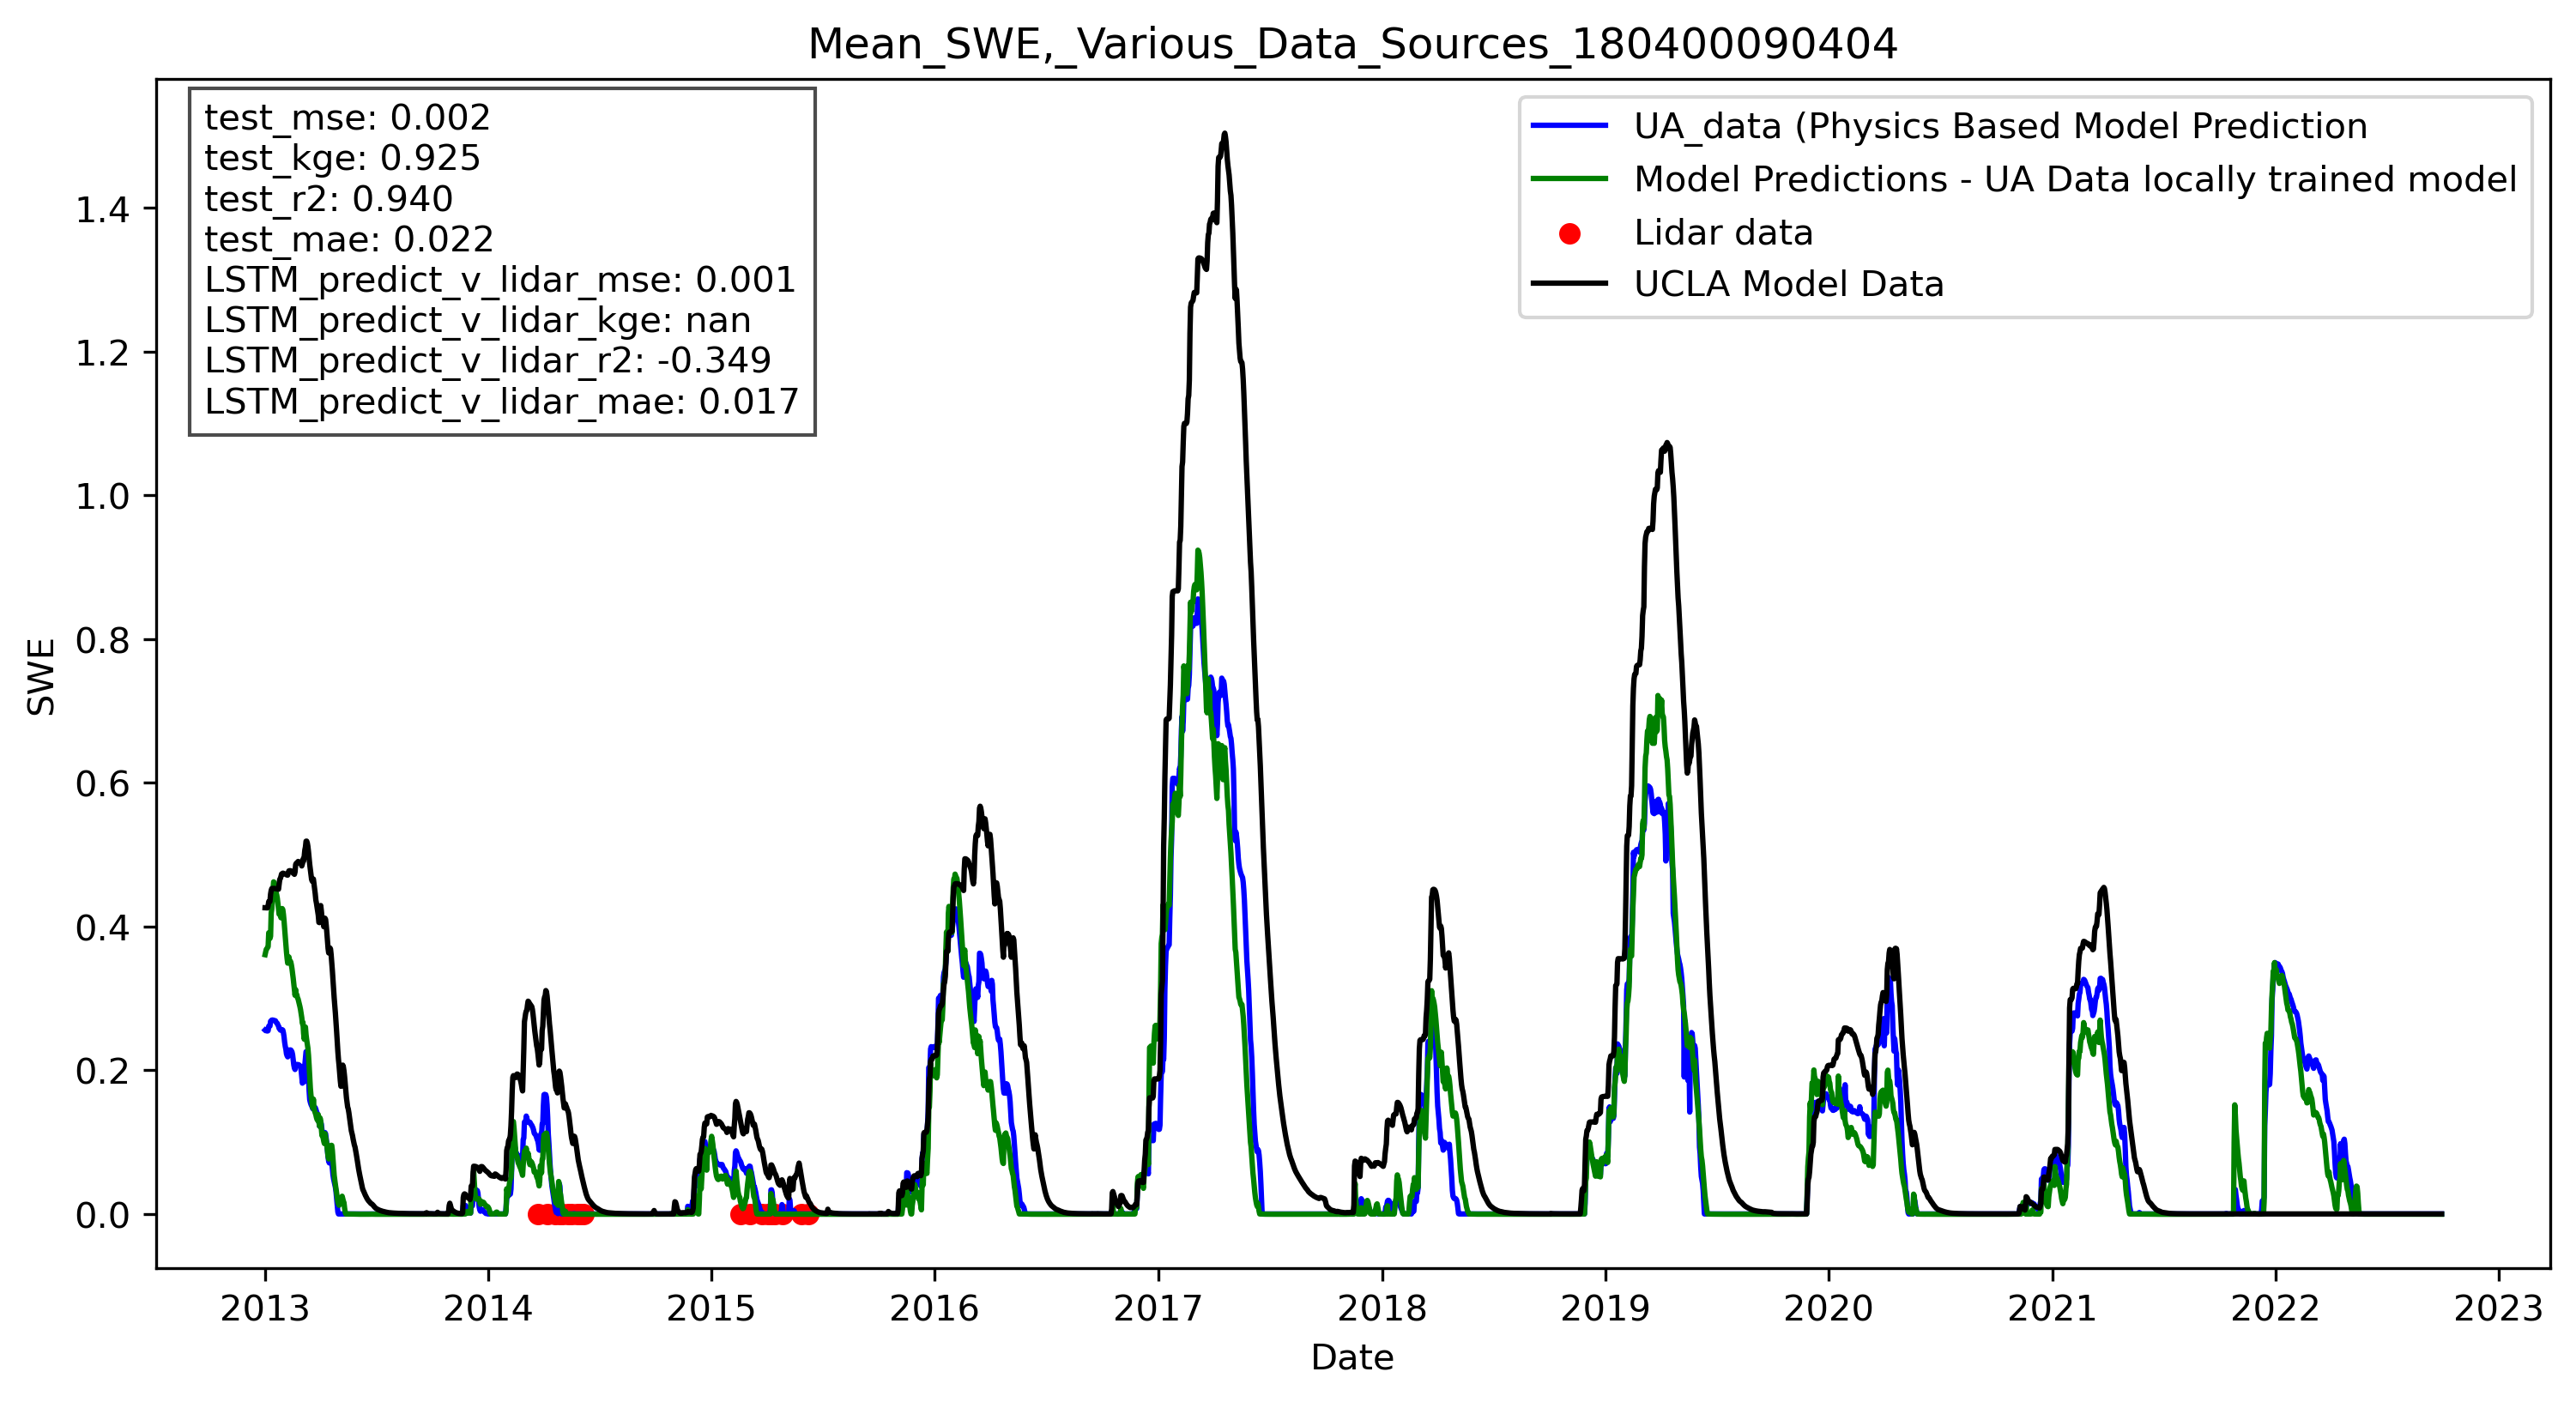 Mean_SWE,_Various_Data_Sources_180400090404
test_mse: 0.002
test_kge: 0.925
test_r2: 0.940
test_mae: 0.022
LSTM_predict_v_lidar_mse: 0.001
LSTM_predict_v_lidar_kge: nan
LSTM_predict_v_lidar_r2: -0.349
LSTM_predict_v_lidar_mae: 0.017
UA_data (Physics Based Model Prediction
Model Predictions - UA Data locally trained model
Lidar data
UCLA Model Data
SWE
1.4
1.2
1.0
0.8
0.6
0.4
0.2
0.0
2013 2014 2015 2016 2017 2018 2019 2020 2021 2022 2023
Date